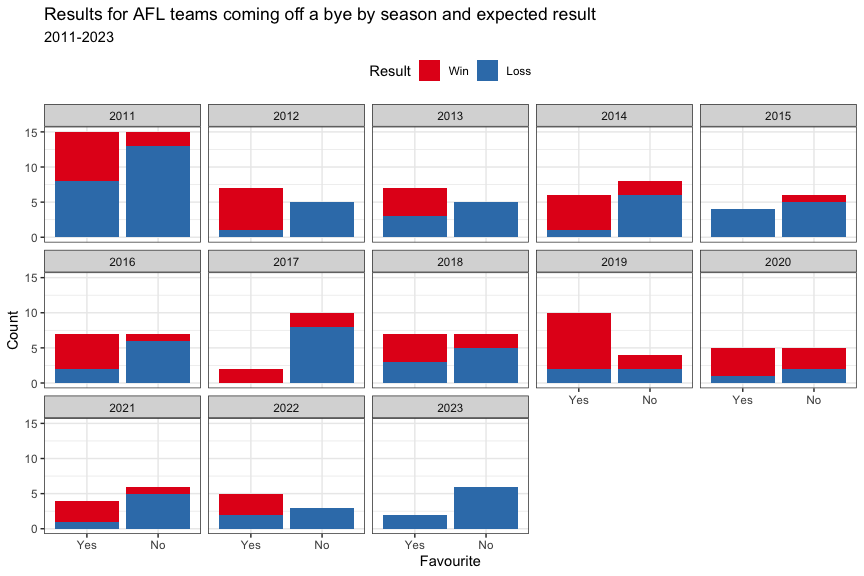 Results for AFL teams coming off a bye by season and expected result
2011-2023
Result Win Loss
2011 2012 2013 2014 2015
15
10
5
0
2016 2017 2018 2019 2020
15
10
5
0
Yes No Yes No
2021 2022 2023
15
10
5
0
Yes No Yes No Yes No
Count
Favourite